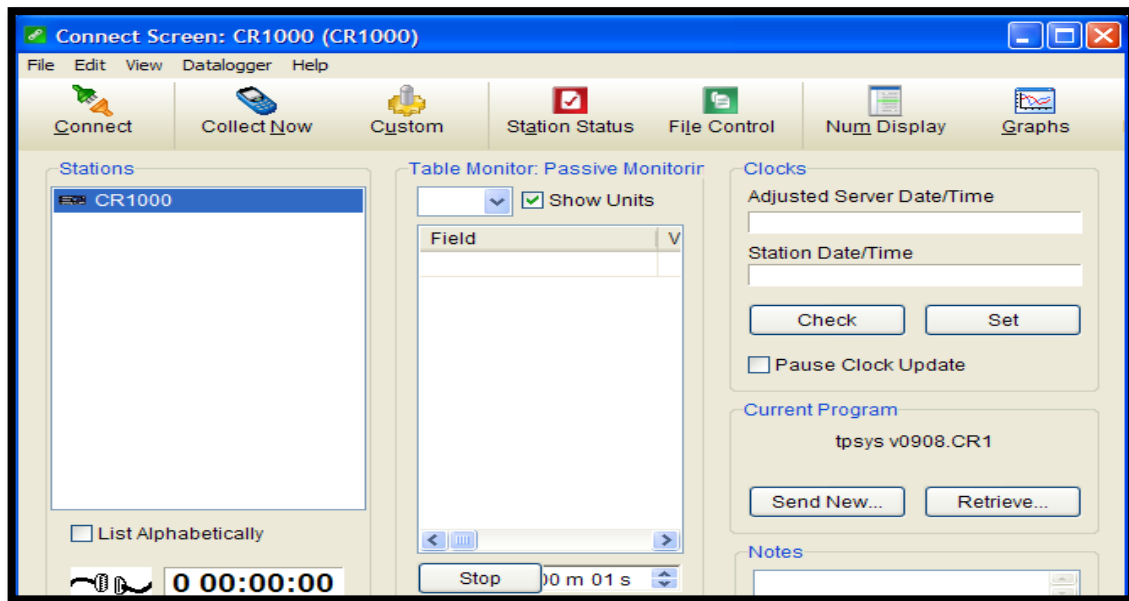 Connect Screen: CR1000 (CR1000)
File Edit View Datalogger Help
Connect Collect Now Custom Station Status File Control Num Display Graphs
Stations
CR1000
List Alphabetically
0 00:00:00
Table Monitor: Passive Monitorin
Show Units
Field V
Stop 00 m 01 s
Clocks
Adjusted Server Date/Time
Station Date/Time
Check Set
Pause Clock Update
Current Program
tpsys v0908.CR1
Send New... Retrieve...
Notes